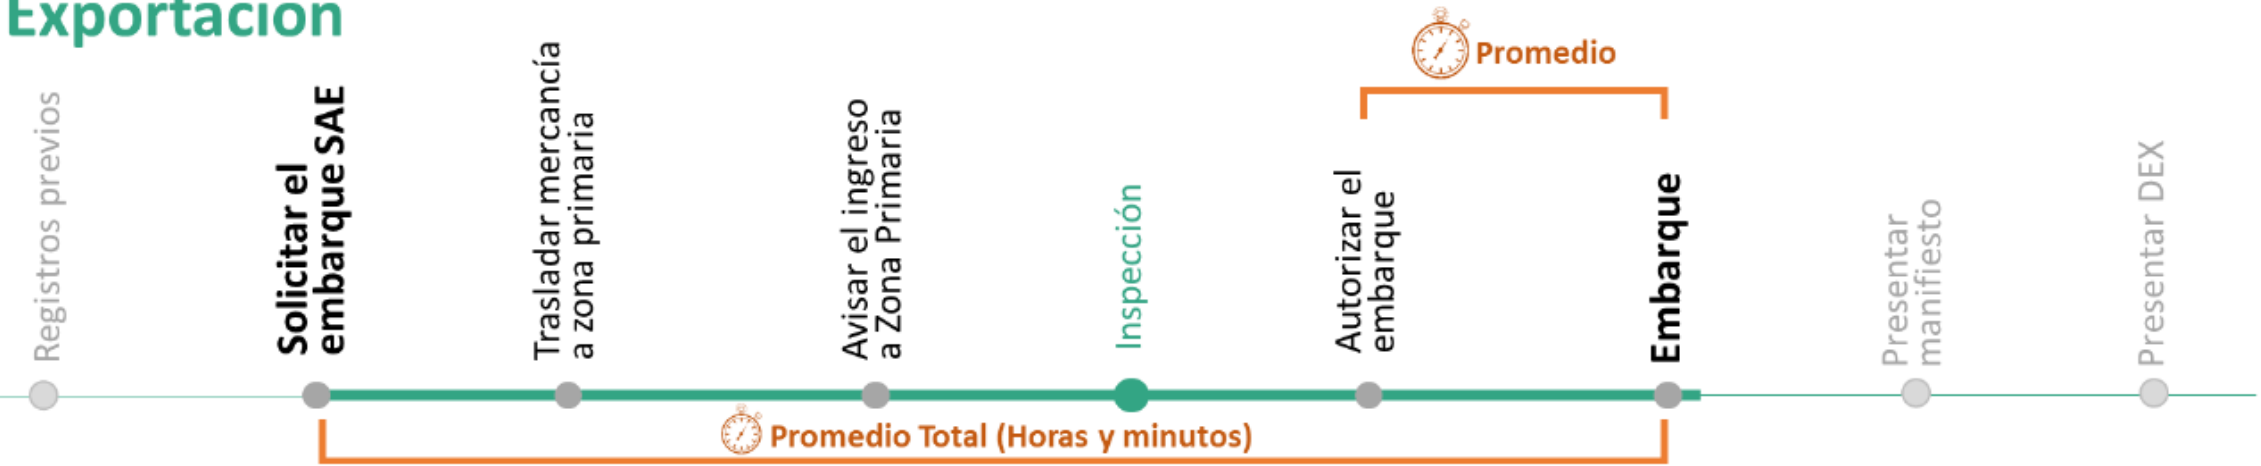 Exportación
Promedio
Registros previos
Solicitar el
embarque SAE
Trasladar mercancía
a zona primaria
Avisar el ingreso
a Zona Primaria
Inspección
Autorizar el
embarque
Embarque
Presentar
manifiesto
Presentar DEX
Promedio Total (Horas y minutos)